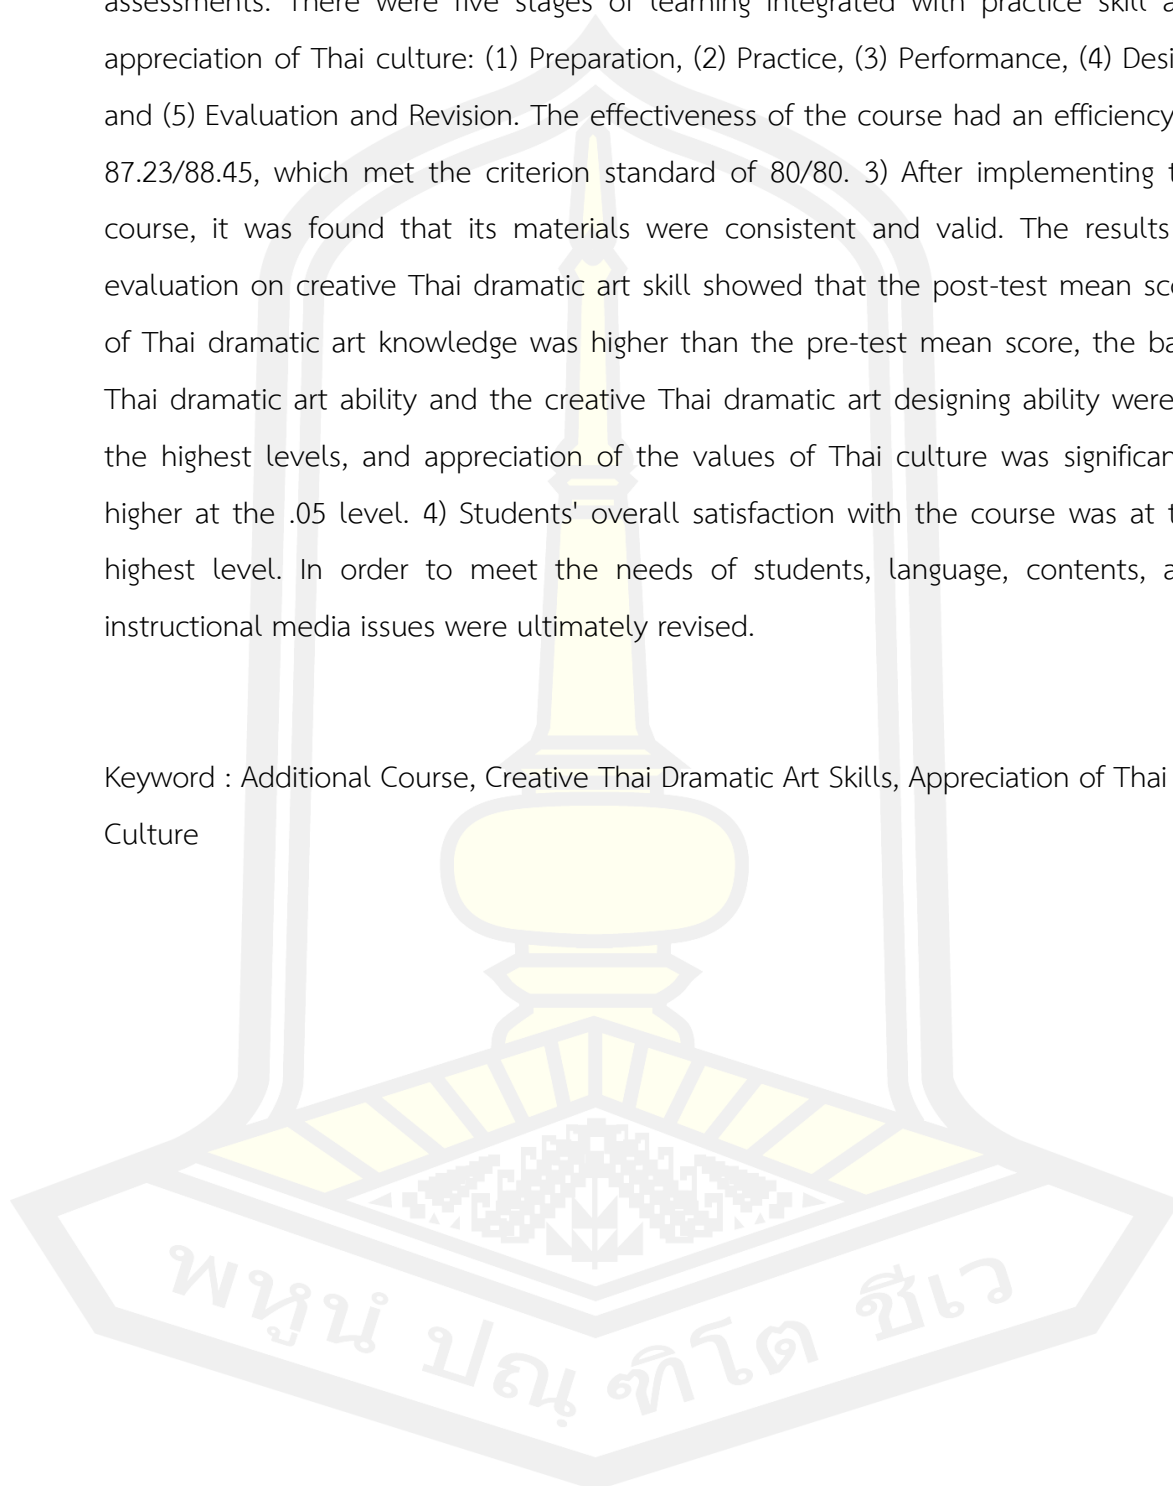 assessments. There were five stages of learning integrated with practice skill a
appreciation of Thai culture: (1) Preparation, (2) Practice, (3) Performance, (4) Desi
and (5) Evaluation and Revision. The effectiveness of the course had an efficiency
87.23/88.45, which met the criterion standard of 80/80. 3) After implementing t
course, it was found that its materials were consistent and valid. The results
evaluation on creative Thai dramatic art skill showed that the post-test mean sc
of Thai dramatic art knowledge was higher than the pre-test mean score, the ba
Thai dramatic art ability and the creative Thai dramatic art designing ability were
the highest levels, and appreciation of the values of Thai culture was significan
higher at the .05 level. 4) Students' overall satisfaction with the course was at t
highest level. In order to meet the needs of students, language, contents, a
instructional media issues were ultimately revised.
Keyword : Additional Course, Creative Thai Dramatic Art Skills, Appreciation of Thai
Culture
พหูนํ ปณฺฑิโต ชีเว